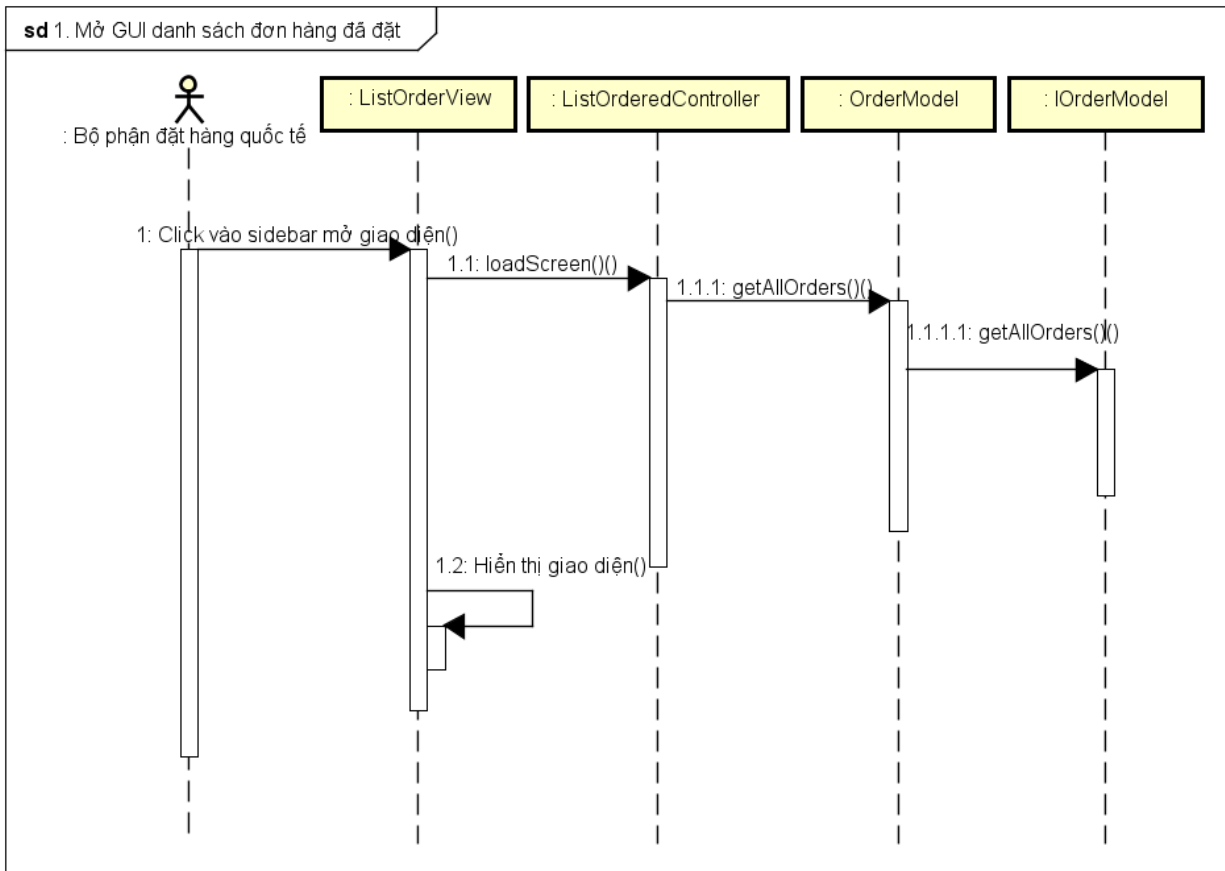 sd 1. Mở GUI danh sách đơn hàng đã đặt
: Bộ phận đặt hàng quốc tế
: ListOrderView
: ListOrderedController
: OrderModel
: IOrderModel
1: Click vào sidebar mở giao diện()
1.1: loadScreen()()
1.1.1: getAllOrders()()
1.1.1.1: getAllOrders()()
1.2: Hiển thị giao diện()